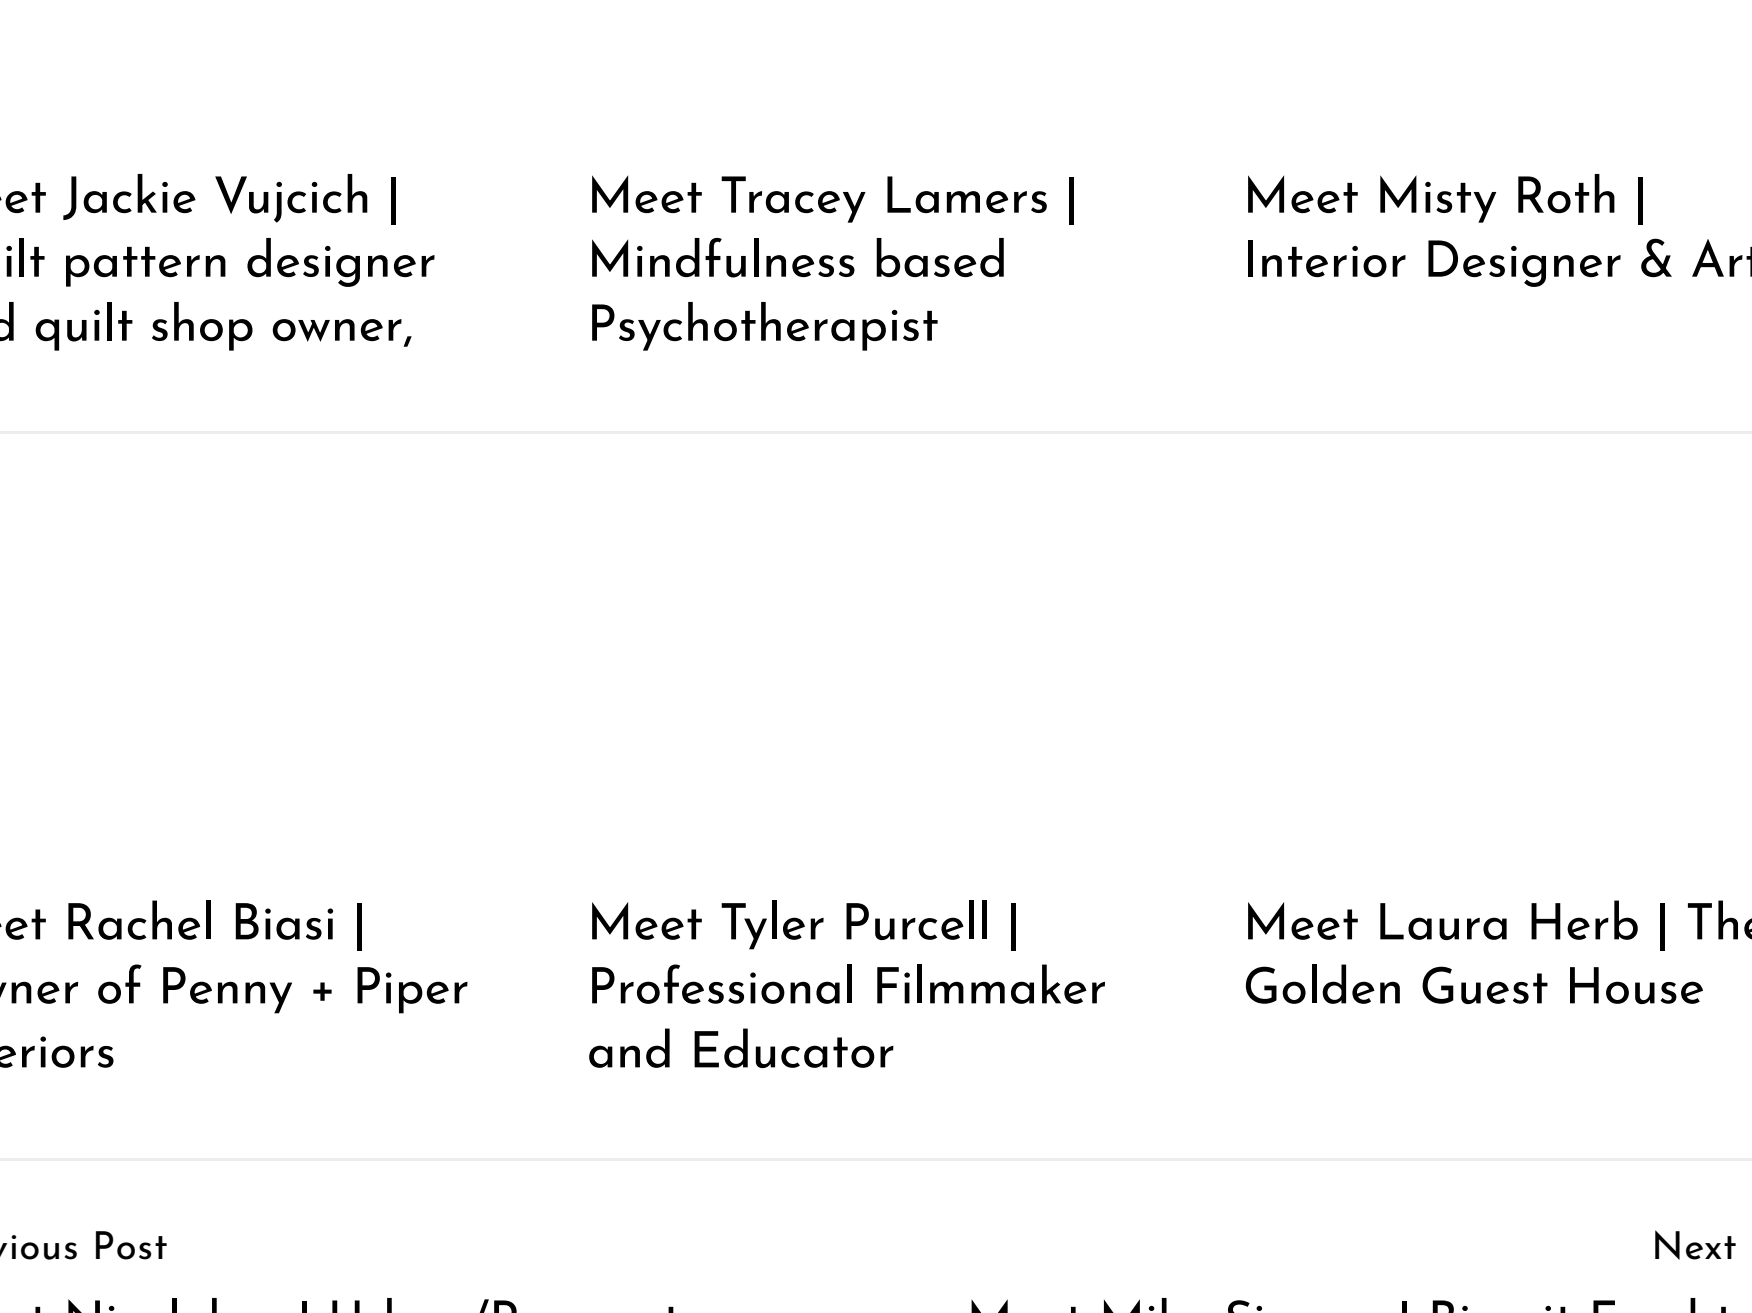 et Jackie Vujcich |
ilt pattern designer
d quilt shop owner,
Meet Tracey Lamers |
Mindfulness based
Psychotherapist
Meet Misty Roth |
Interior Designer & Art
et Rachel Biasi |
ner of Penny + Piper
eriors
Meet Tyler Purcell |
Professional Filmmaker
and Educator
Meet Laura Herb | The
Golden Guest House
vious Post
Next